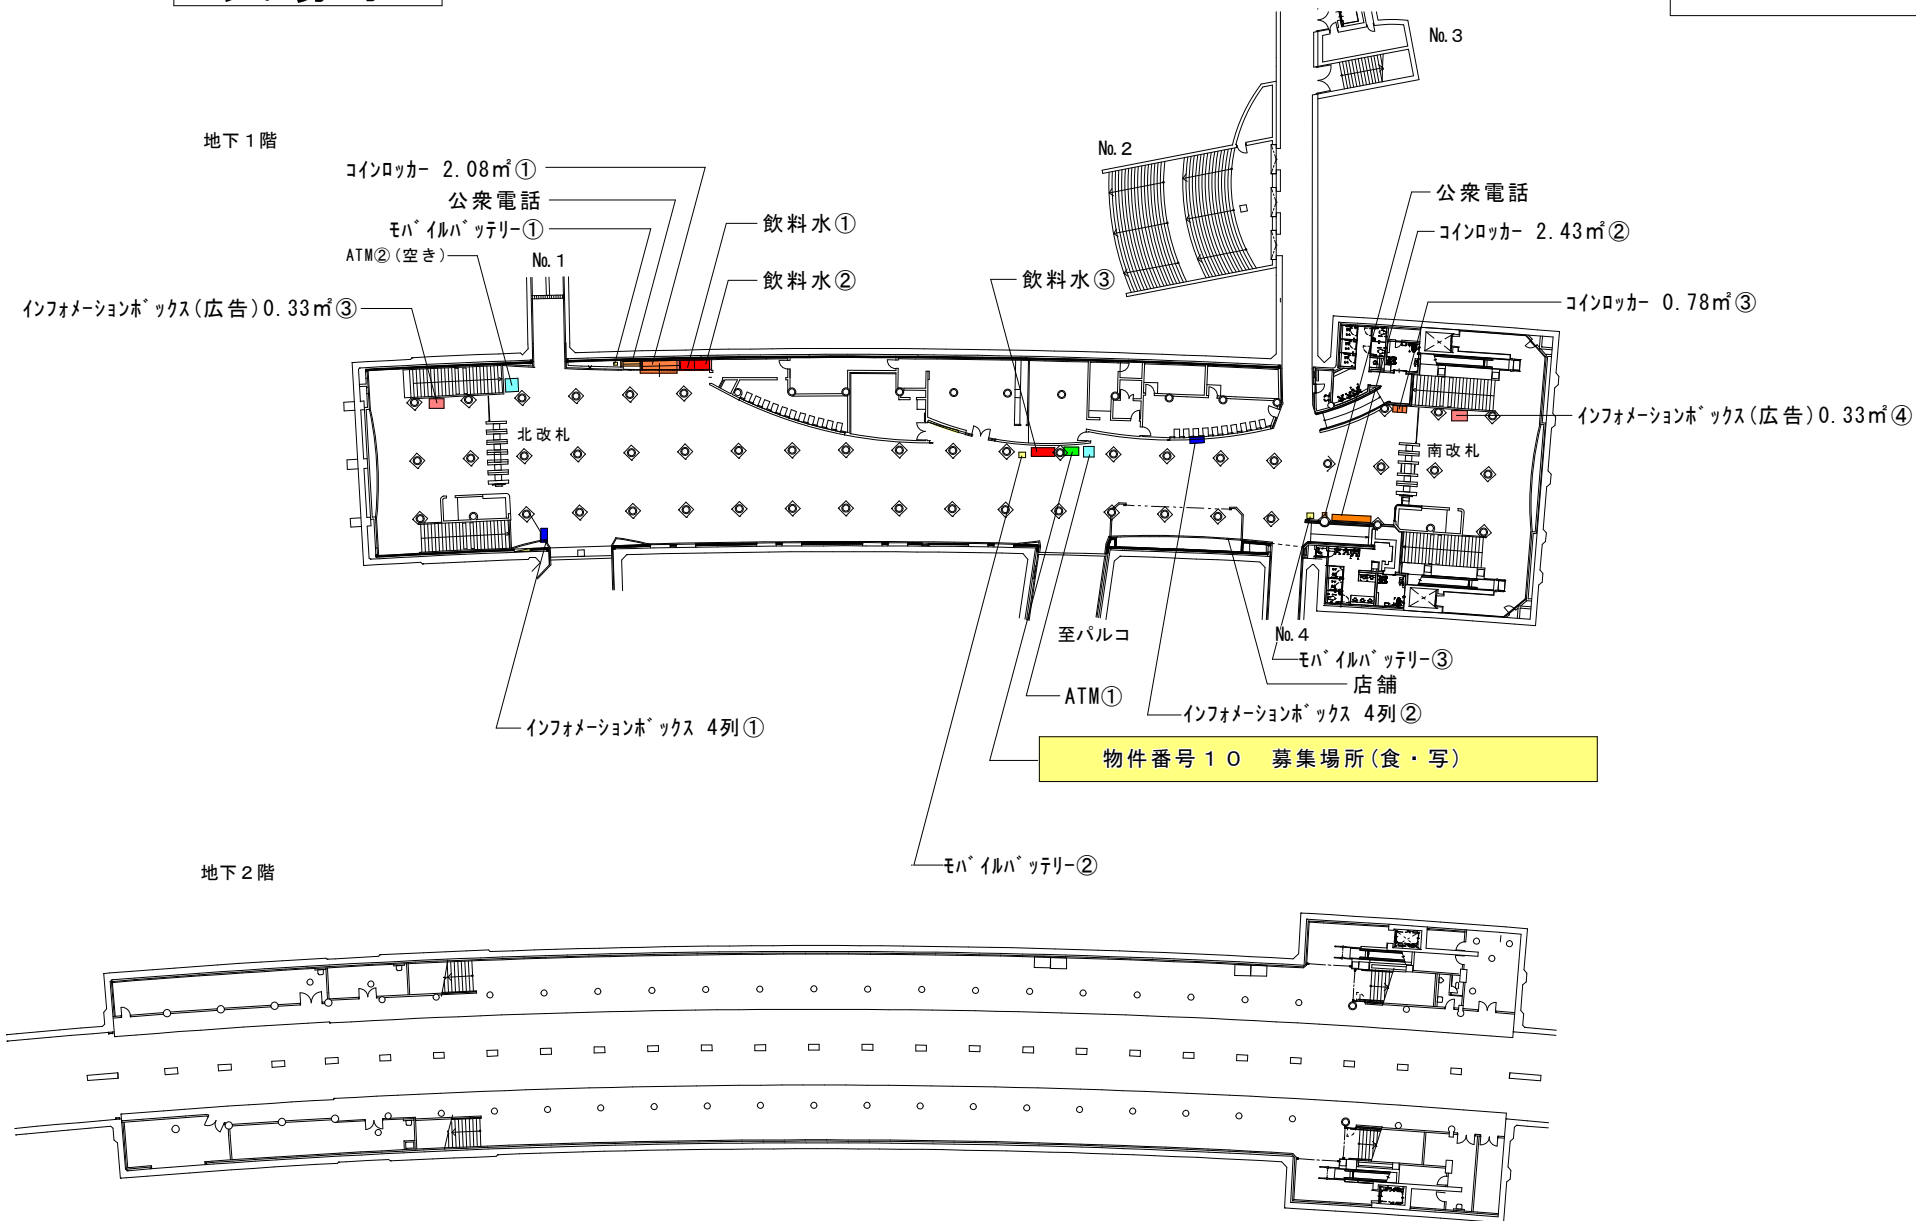 №.3
地下1階
№.2
コインロッカー 2.08㎡①
公衆電話
モバイルバッテリー①
ATM②(空き)
№.1
飲料水①
飲料水②
飲料水③
公衆電話
コインロッカー 2.43㎡②
コインロッカー 0.78㎡③
インフォメーションボックス(広告)0.33㎡③
インフォメーションボックス(広告)0.33㎡④
北改札
南改札
至パルコ
№.4
モバイルバッテリー③
店舗
ATM①
インフォメーションボックス 4列②
インフォメーションボックス 4列①
物件番号10 募集場所(食・写)
モバイルバッテリー②
地下2階